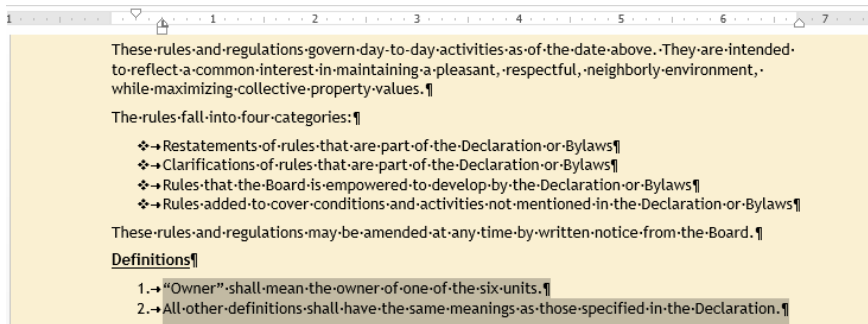 1 1 2 3 4 5 6 7
These rules and regulations govern day-to-day activities as of the date above. They are intended
to reflect a common interest in maintaining a pleasant, respectful, neighborly environment,
while maximizing collective property values.¶
The rules fall into four categories:¶
❖→Restatements of rules that are part of the Declaration or Bylaws¶
❖→Clarifications of rules that are part of the Declaration or Bylaws¶
❖→Rules that the Board is empowered to develop by the Declaration or Bylaws¶
❖→Rules added to cover conditions and activities not mentioned in the Declaration or Bylaws¶
These rules and regulations may be amended at any time by written notice from the Board.¶
Definitions¶
1.→“Owner” shall mean the owner of one of the six units.¶
2.→All other definitions shall have the same meanings as those specified in the Declaration.¶